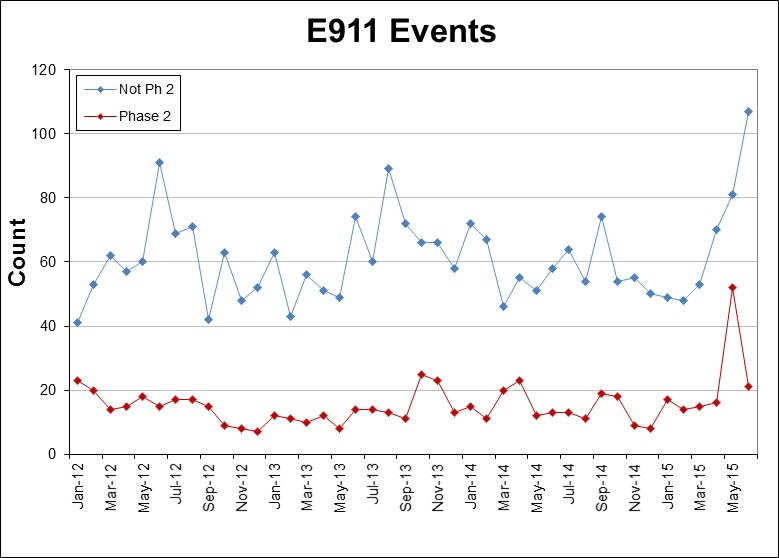 E911 Events
Count
120
100
80
60
40
20
0
Not Ph 2
Phase 2
Jan-12
Mar-12
May-12
Jul-12
Sep-12
Nov-12
Jan-13
Mar-13
May-13
Jul-13
Sep-13
Nov-13
Jan-14
Mar-14
May-14
Jul-14
Sep-14
Nov-14
Jan-15
Mar-15
May-15